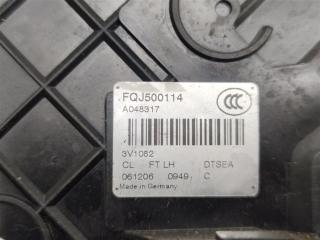 FQJ500114
A048317
3V1082
CL FT LH DTSEA
061206 0949 C
Made in Germany